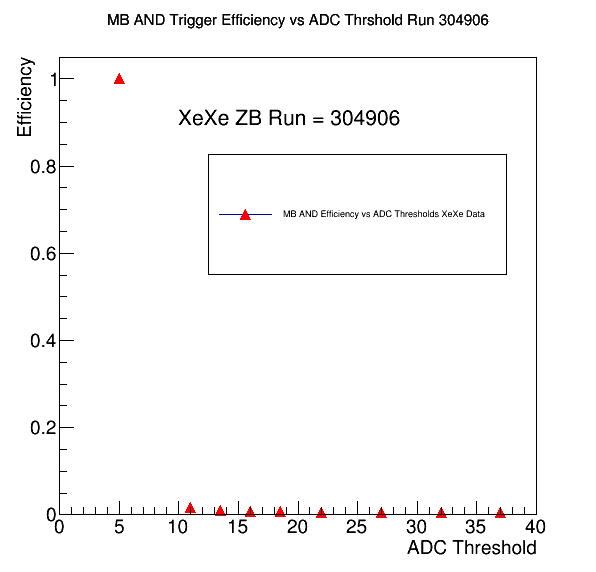 MB AND Trigger Efficiency vs ADC Thrshold Run 304906
Efficiency
XeXe ZB Run = 304906
MB AND Efficiency vs ADC Thresholds XeXe Data
1
0.8
0.6
0.4
0.2
0
0 5 10 15 20 25 30 35 40
ADC Threshold